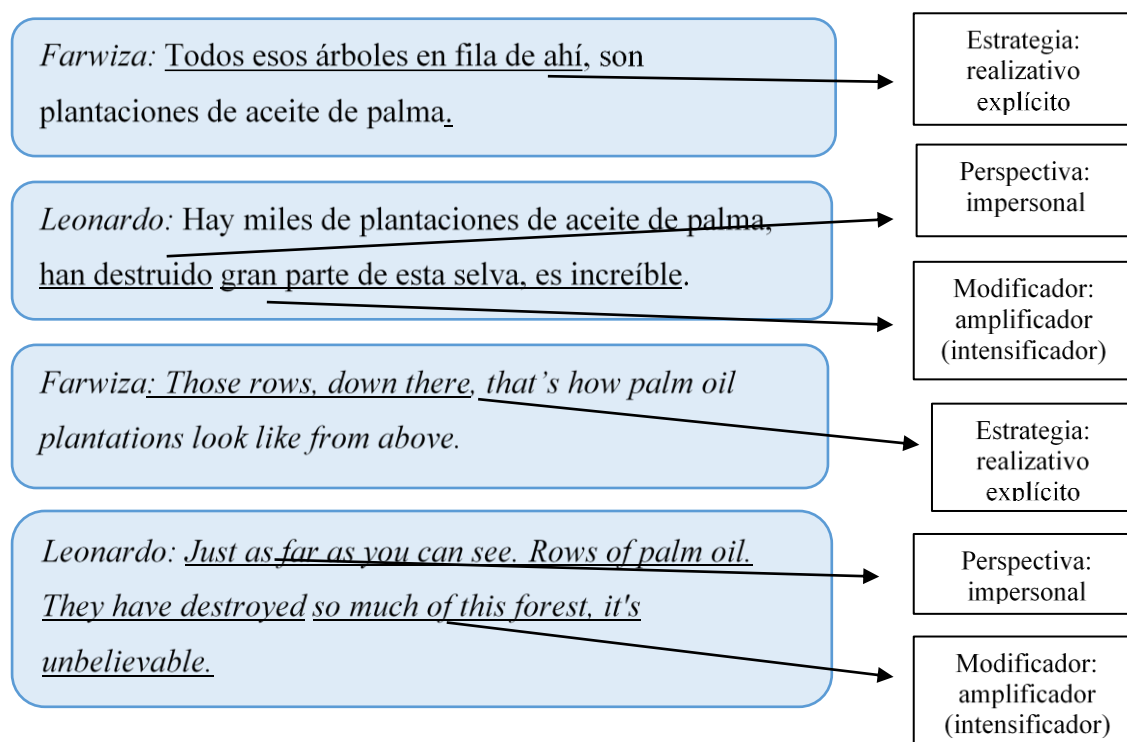 Farwiza: Todos esos árboles en fila de ahí, son
plantaciones de aceite de palma.
Estrategia:
realizativo
explícito
Leonardo: Hay miles de plantaciones de aceite de palma,
han destruido gran parte de esta selva, es increíble.
Perspectiva:
impersonal
Modificador:
amplificador
(intensificador)
Farwiza: Those rows, down there, that’s how palm oil
plantations look like from above.
Estrategia:
realizativo
explícito
Leonardo: Just as far as you can see. Rows of palm oil.
They have destroyed so much of this forest, it's
unbelievable.
Perspectiva:
impersonal
Modificador:
amplificador
(intensificador)